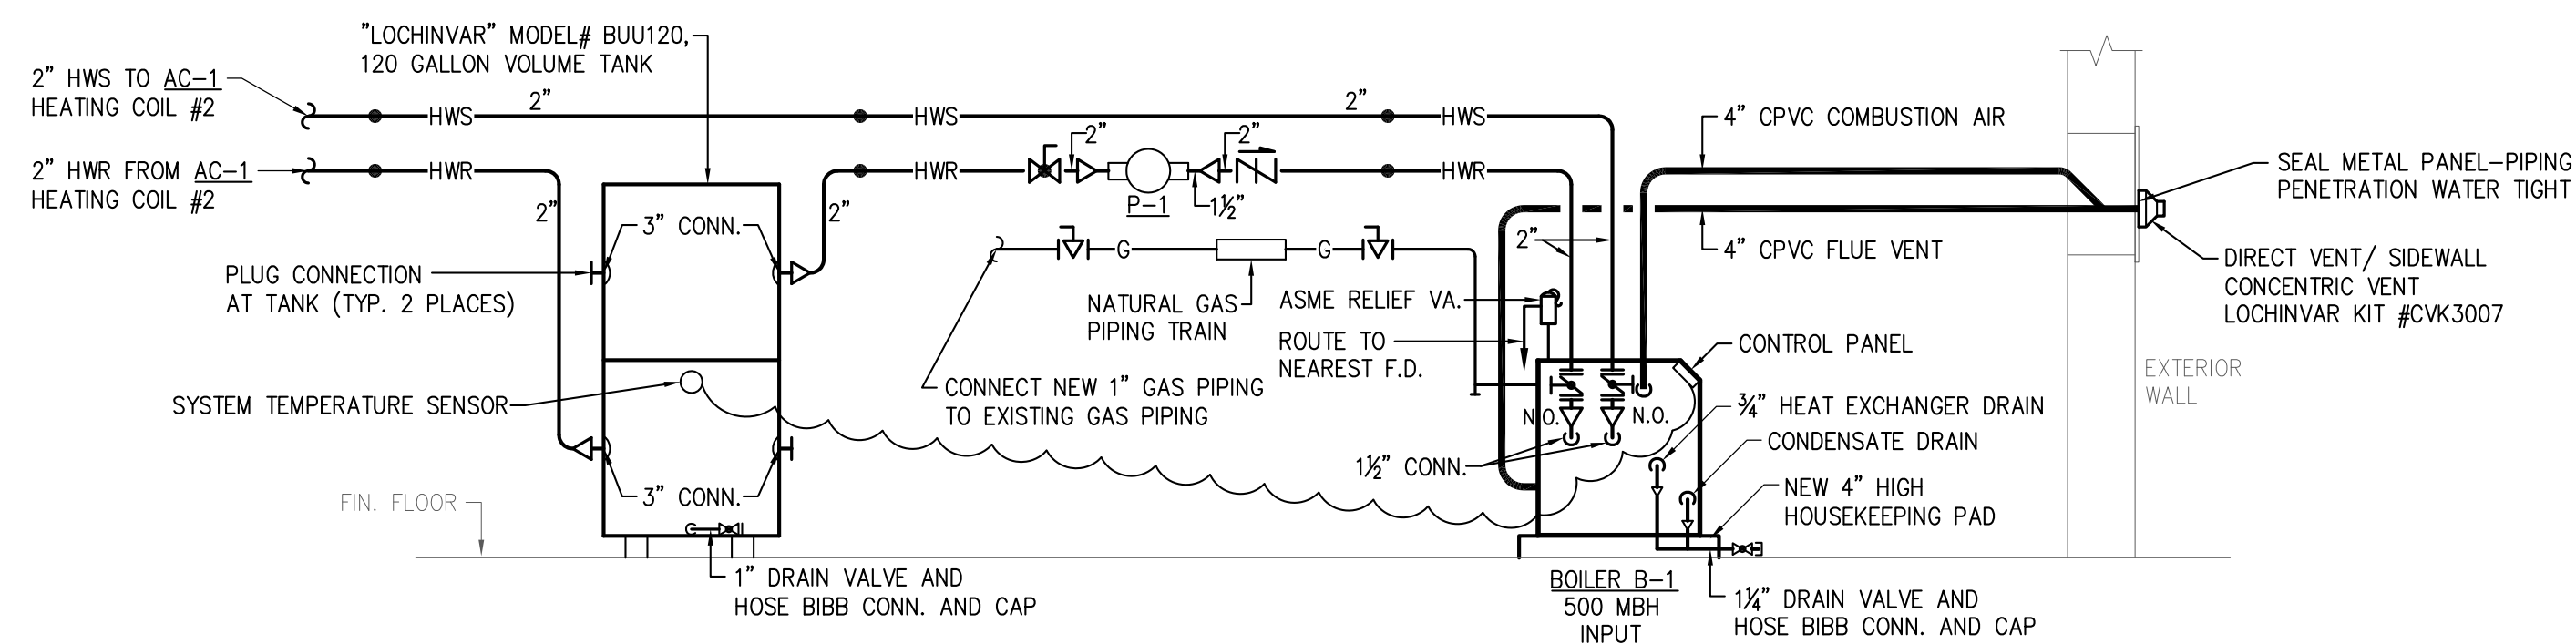 "LOCHINVAR" MODEL# BUU120,
120 GALLON VOLUME TANK
2" HWS TO AC-1
HEATING COIL #2
2"
HWS
HWS
2"
HWS
2" HWR FROM AC-1
HEATING COIL #2
HWR
HWR
2"
2"
HWR
P-1
1½"
2"
2"
3" CONN.
PLUG CONNECTION
AT TANK (TYP. 2 PLACES)
G
G
NATURAL GAS
PIPING TRAIN
CONNECT NEW 1" GAS PIPING
TO EXISTING GAS PIPING
ASME RELIEF VA.
ROUTE TO
NEAREST F.D.
2"
4" CPVC COMBUSTION AIR
4" CPVC FLUE VENT
SEAL METAL PANEL-PIPING
PENETRATION WATER TIGHT
DIRECT VENT/ SIDEWALL
CONCENTRIC VENT
LOCHINVAR KIT #CVK3007
CONTROL PANEL
EXTERIOR
WALL
SYSTEM TEMPERATURE SENSOR
N.O.
N.O.
¾" HEAT EXCHANGER DRAIN
CONDENSATE DRAIN
1½" CONN.
3" CONN.
FIN. FLOOR
NEW 4" HIGH
HOUSEKEEPING PAD
1" DRAIN VALVE AND
HOSE BIBB CONN. AND CAP
BOILER B-1
500 MBH
INPUT
1¼" DRAIN VALVE AND
HOSE BIBB CONN. AND CAP